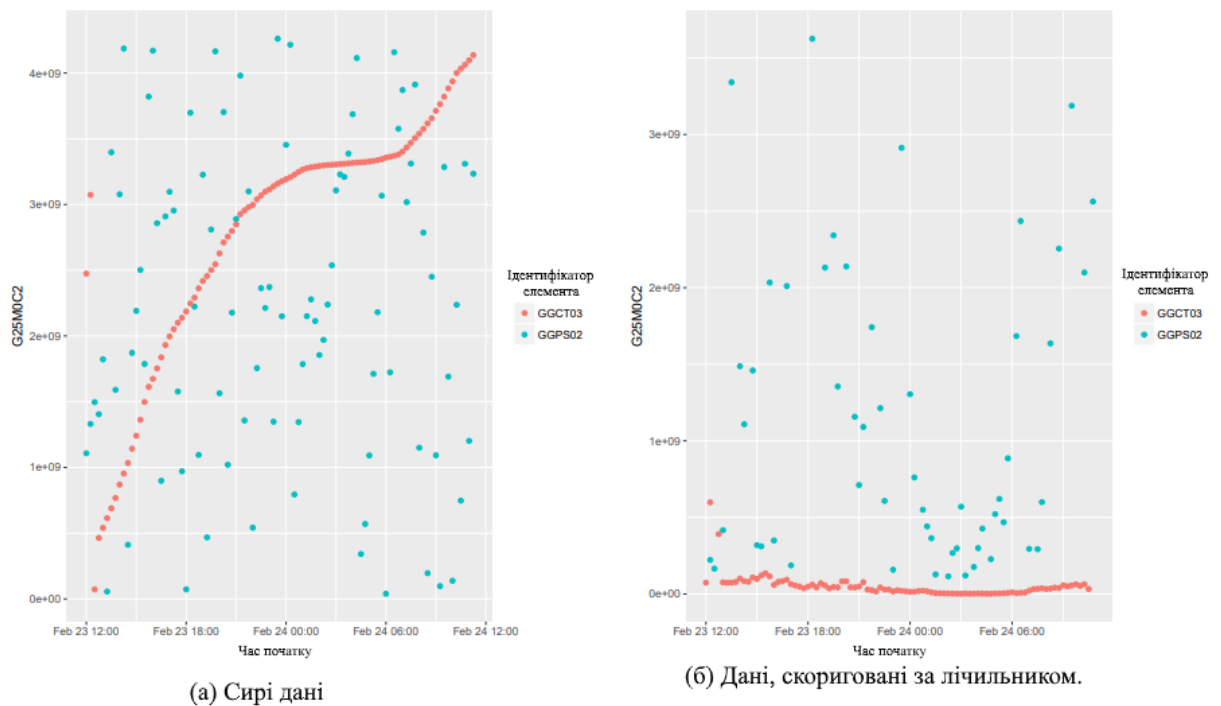 G25M0C2
4e+09
3e+09
2e+09
1e+09
0e+00
Feb 23 12:00
Feb 23 18:00
Feb 24 00:00
Feb 24 06:00
Feb 24 12:00
Час початку
Ідентифікатор
елемента
GGCT03
GGPS02
(а) Сирі дані
G25M0C2
3e+09
2e+09
1e+09
0e+00
Feb 23 12:00
Feb 23 18:00
Feb 24 00:00
Feb 24 06:00
Час початку
Ідентифікатор
елемента
GGCT03
GGPS02
(б) Дані, скориговані за лічильником.